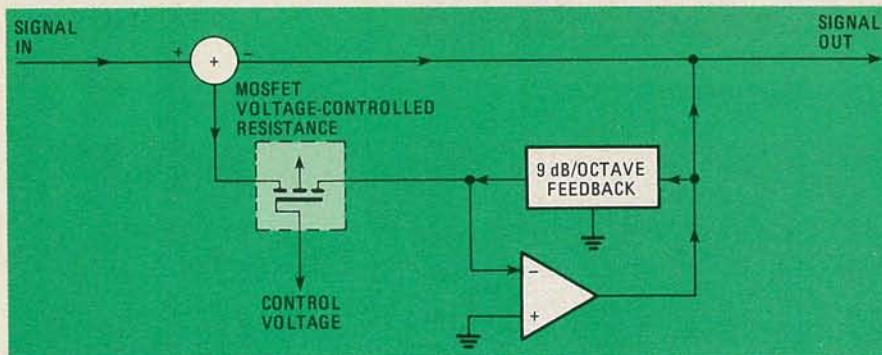 SIGNAL
IN
SIGNAL
OUT
+
-
+
MOSFET
VOLTAGE-CONTROLLED
RESISTANCE
9 dB/OCTAVE
FEEDBACK
CONTROL
VOLTAGE
-
+